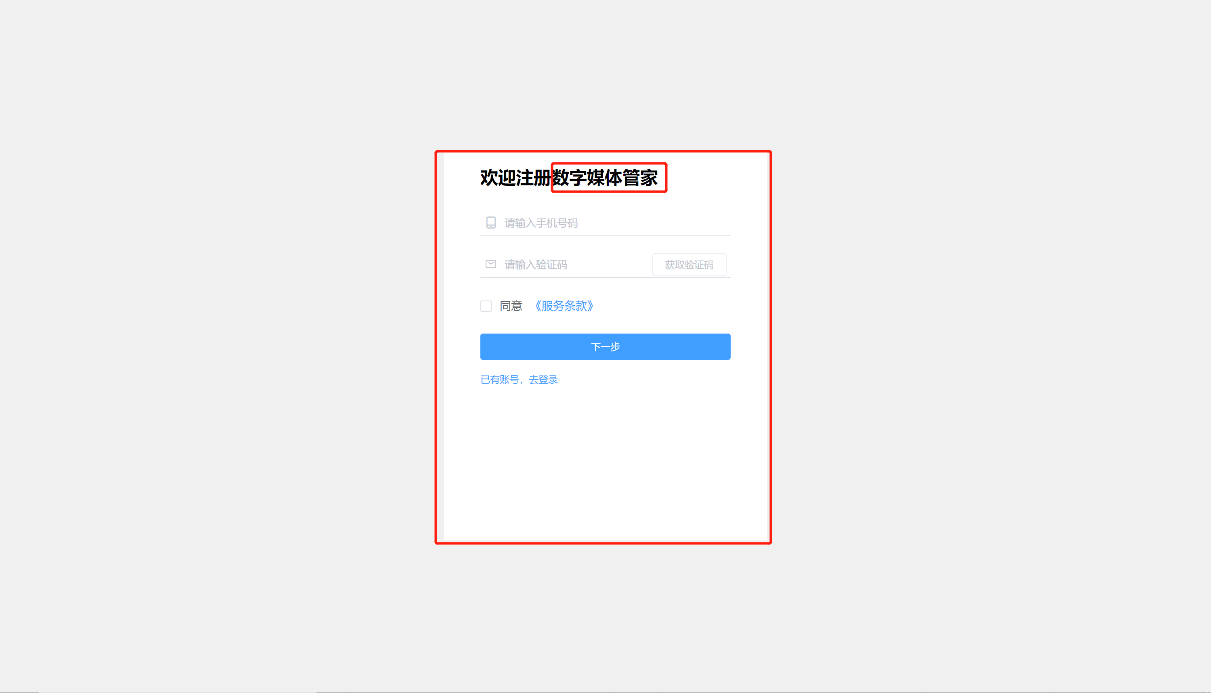 欢迎注册数字媒体管家
请输入手机号码
请输入验证码 获取验证码
同意 《服务条款》
下一步
已有账号，去登录